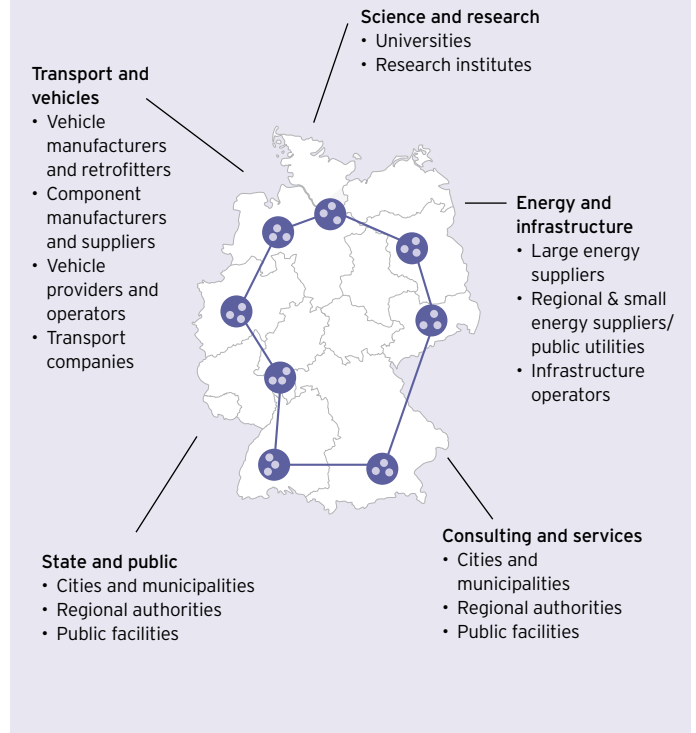 Science and research
• Universities
• Research institutes
Transport and
vehicles
• Vehicle
manufacturers
and retrofitters
• Component
manufacturers
and suppliers
• Vehicle
providers and
operators
• Transport
companies
Energy and
infrastructure
• Large energy
suppliers
• Regional & small
energy suppliers/
public utilities
• Infrastructure
operators
State and public
• Cities and municipalities
• Regional authorities
• Public facilities
Consulting and services
• Cities and
municipalities
• Regional authorities
• Public facilities